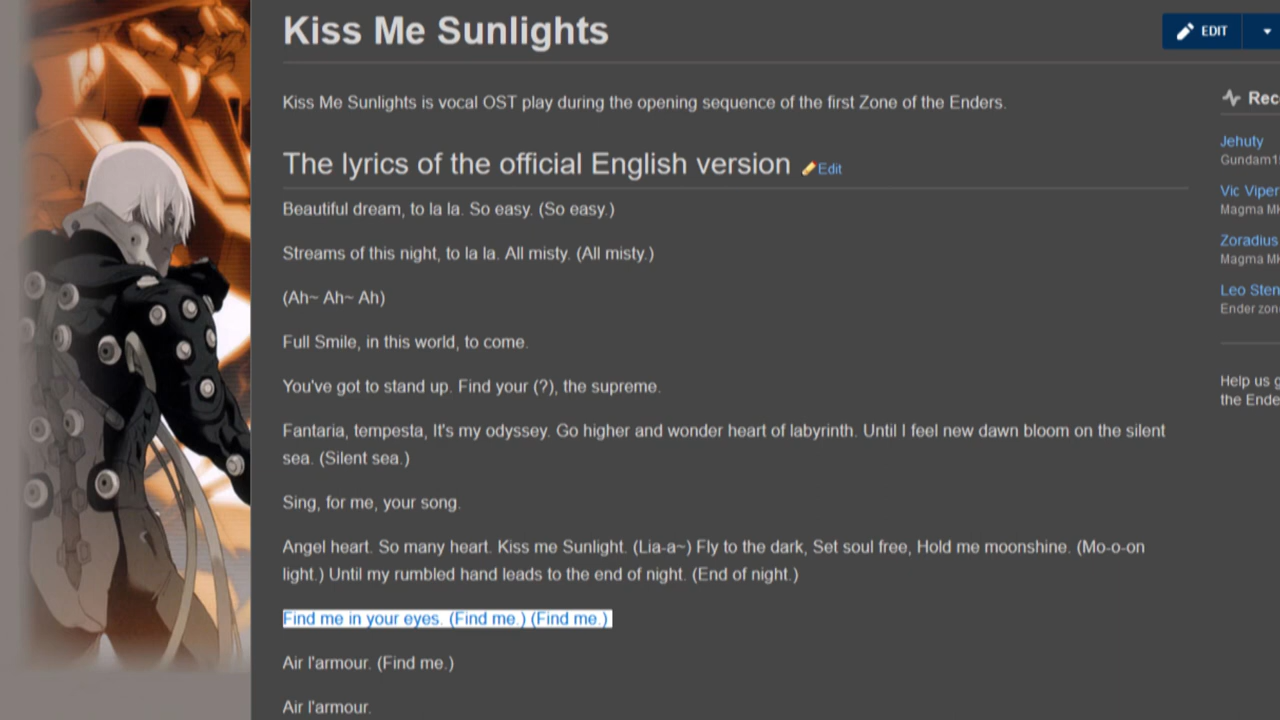 Kiss Me Sunlights
EDIT
Kiss Me Sunlights is vocal OST play during the opening sequence of the first Zone of the Enders.
The lyrics of the official English version Edit
Beautiful dream, to la la. So easy. (So easy.)
Streams of this night, to la la. All misty. (All misty.)
(Ah~ Ah~ Ah)
Full Smile, in this world, to come.
You've got to stand up. Find your (?), the supreme.
Fantaria, tempesta, It's my odyssey. Go higher and wonder heart of labyrinth. Until I feel new dawn bloom on the silent
sea. (Silent sea.)
Sing, for me, your song.
Angel heart. So many heart. Kiss me Sunlight. (Lia-a~) Fly to the dark, Set soul free, Hold me moonshine. (Mo-o-on
light.) Until my rumbled hand leads to the end of night. (End of night.)
Find me in your eyes. (Find me.) (Find me.)
Air l'armour. (Find me.)
Air l'armour.
Rec
Jehuty
Gundam1
Vic Viper
Magma M
Zoradius
Magma M
Leo Sten
Ender zon
Help us g
the Ende